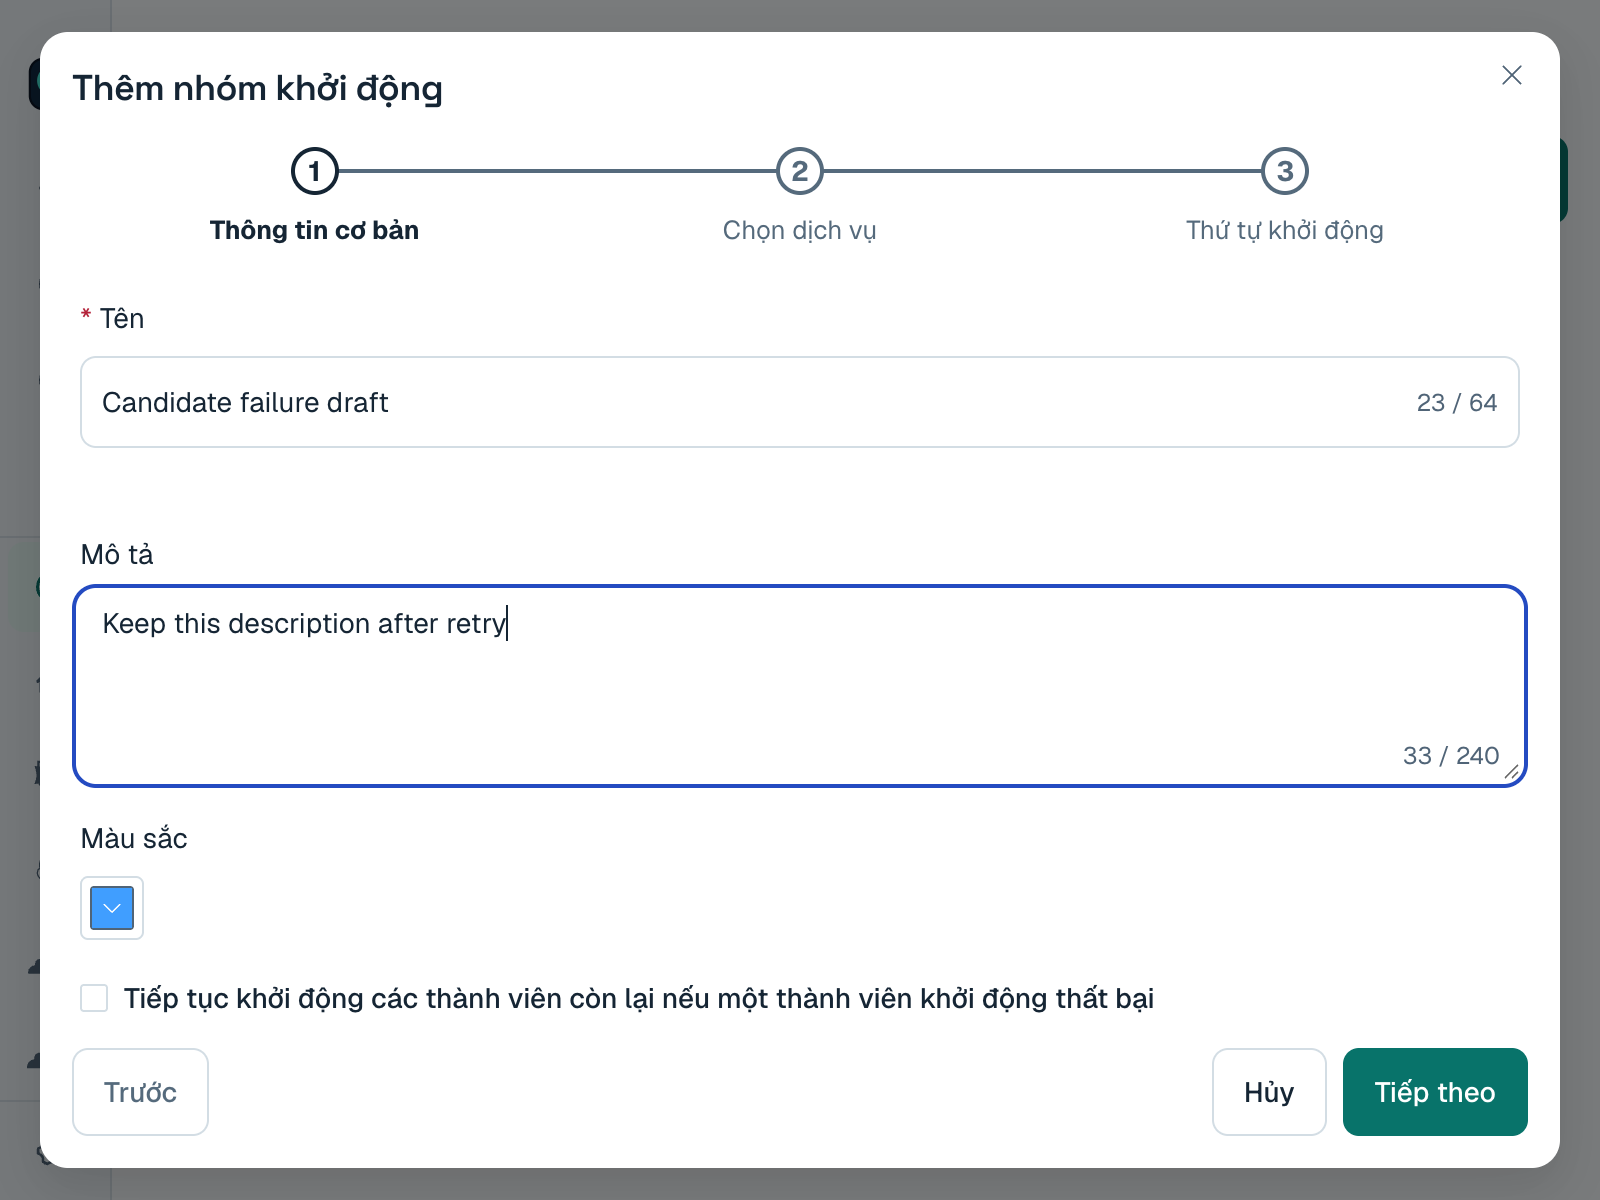 Thêm nhóm khởi động
1
2
3
Thông tin cơ bản
Chọn dịch vụ
Thứ tự khởi động
* Tên
Candidate failure draft
23 / 64
Mô tả
Keep this description after retry
33 / 240
Màu sắc
Tiếp tục khởi động các thành viên còn lại nếu một thành viên khởi động thất bại
Trước
Hủy
Tiếp theo